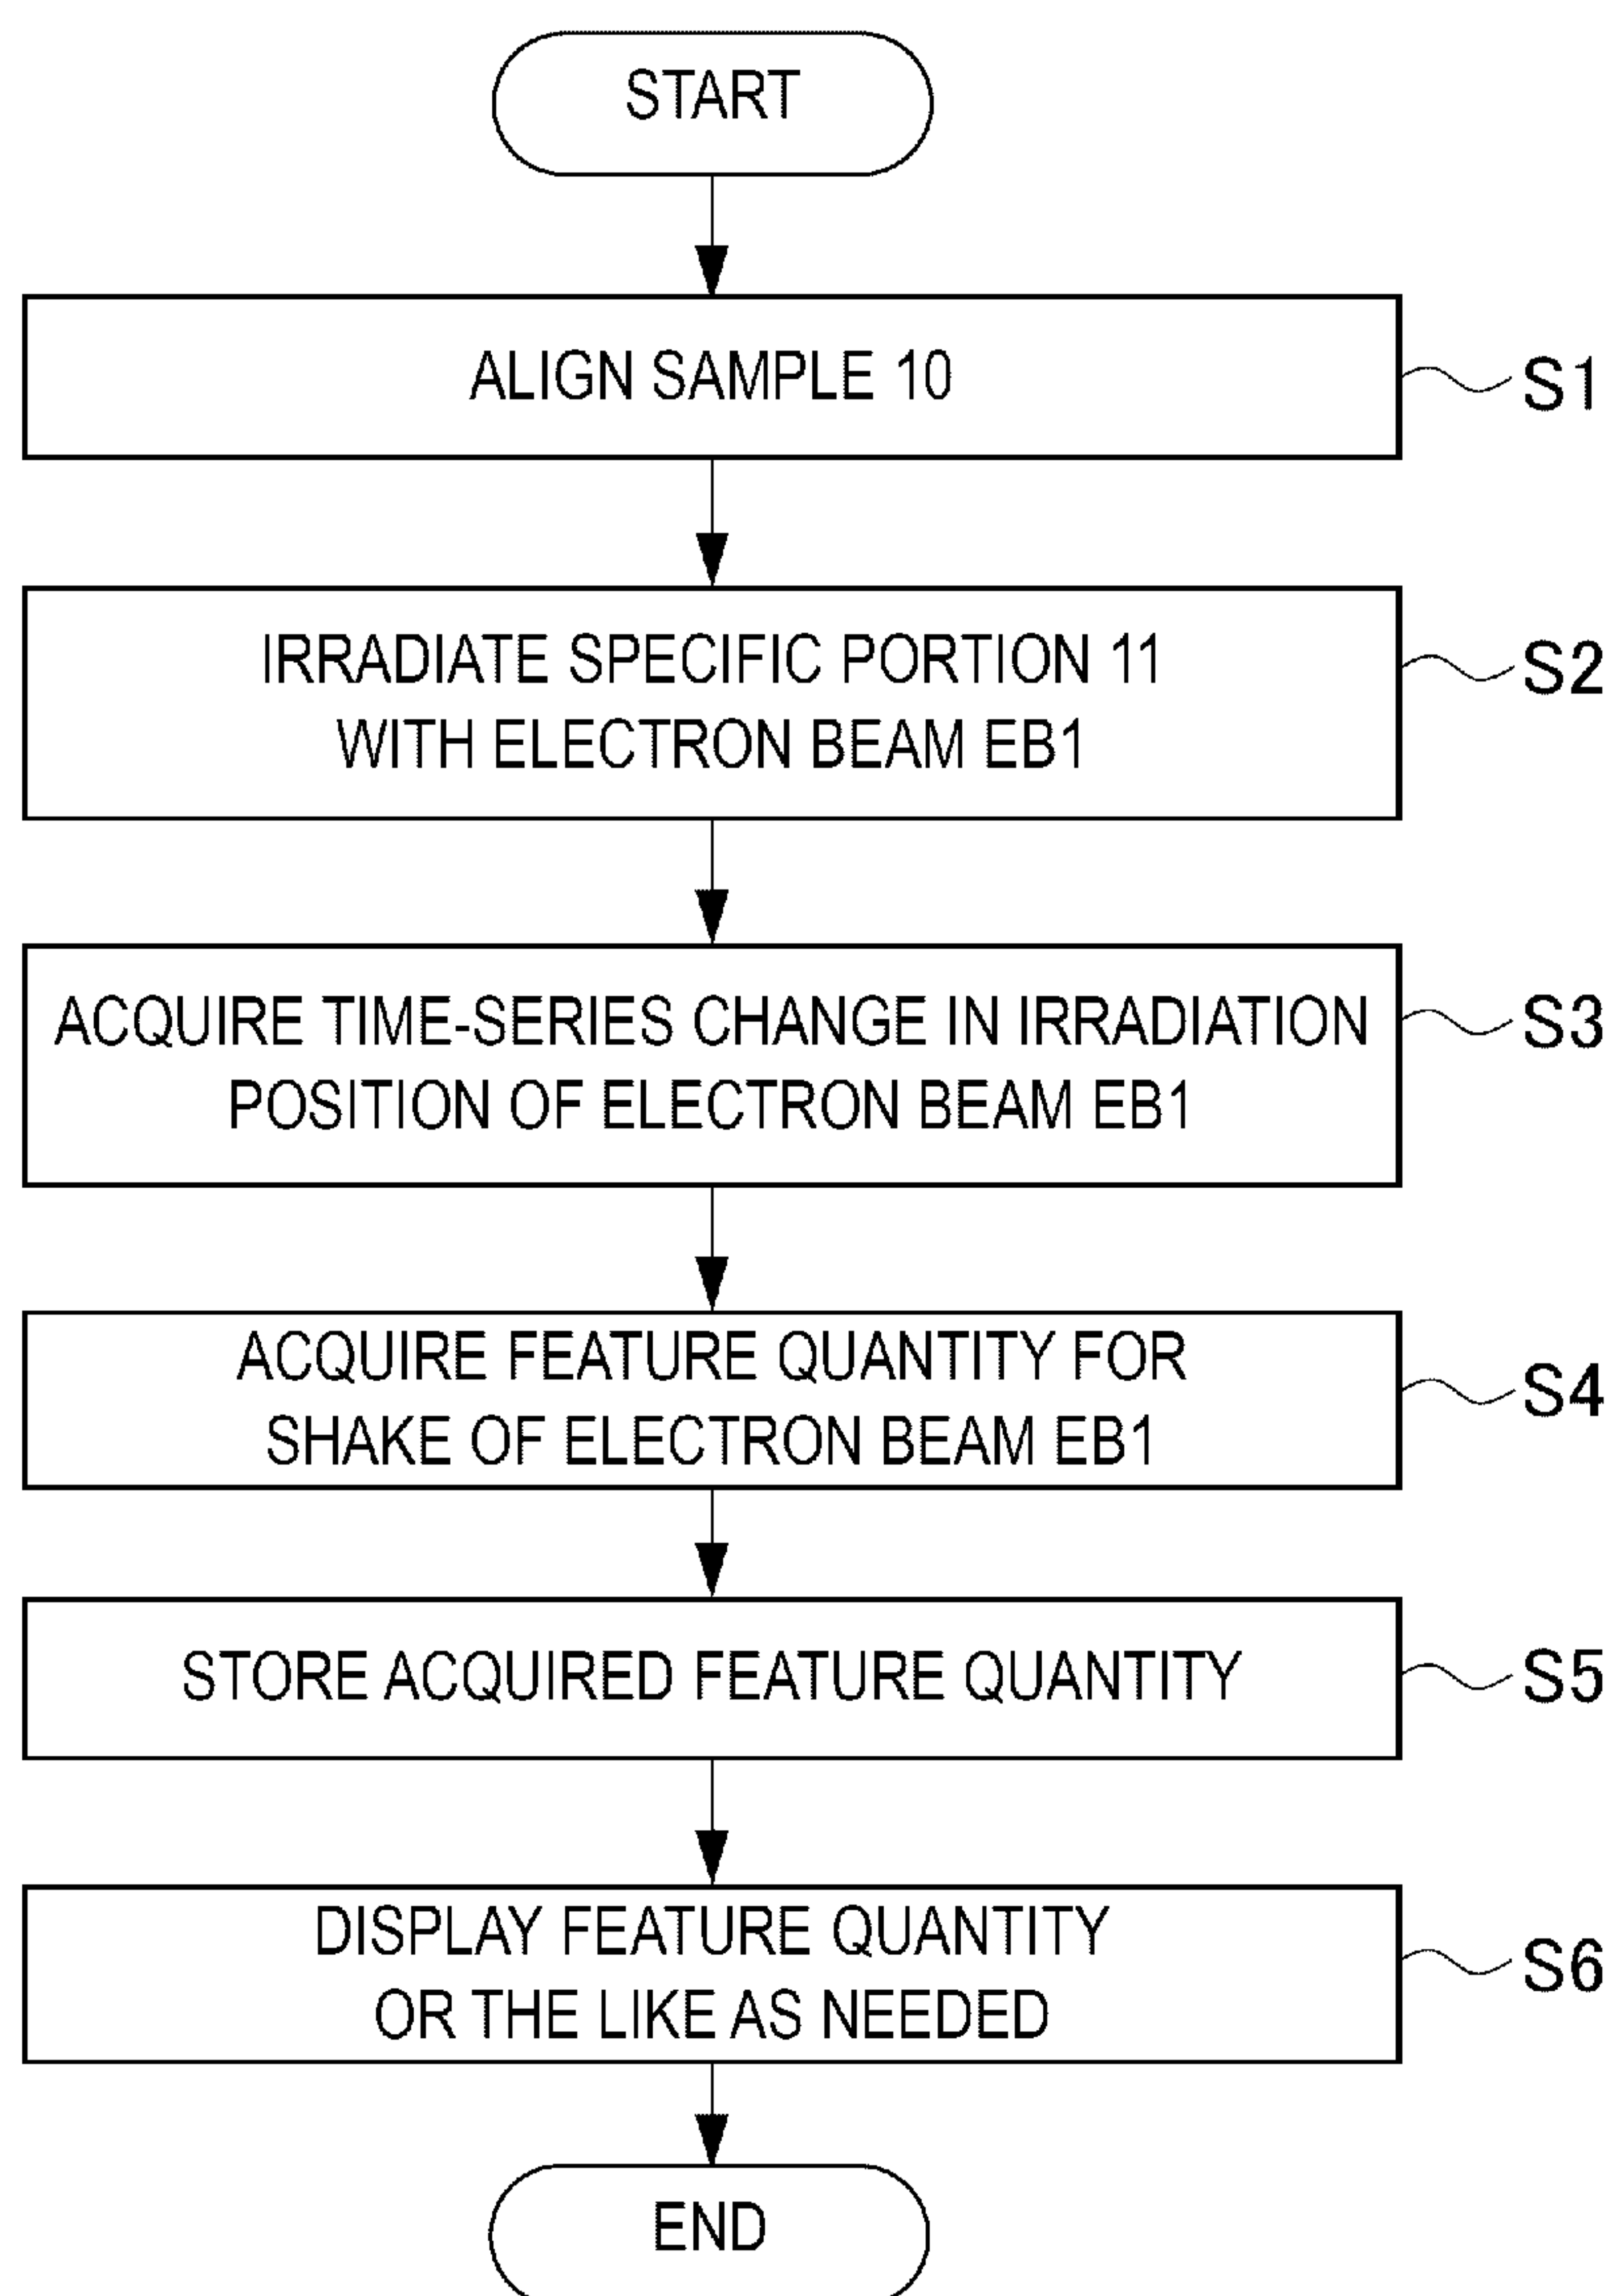 START
ALIGN SAMPLE 10
S1
IRRADIATE SPECIFIC PORTION 11
WITH ELECTRON BEAM EB1
S2
ACQUIRE TIME-SERIES CHANGE IN IRRADIATION
POSITION OF ELECTRON BEAM EB1
S3
ACQUIRE FEATURE QUANTITY FOR
SHAKE OF ELECTRON BEAM EB1
S4
STORE ACQUIRED FEATURE QUANTITY
S5
DISPLAY FEATURE QUANTITY
OR THE LIKE AS NEEDED
S6
END